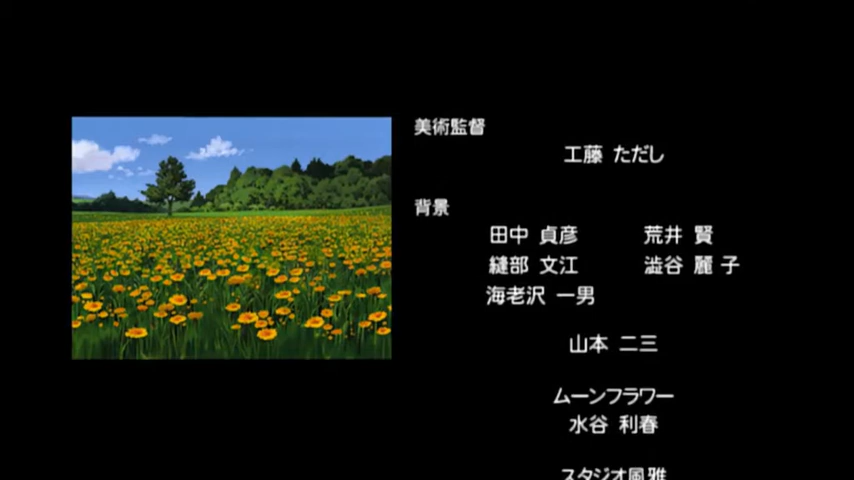 美術監督
工藤 ただし
背景
田中 貞彦 荒井 賢
縫部 文江 澁谷 麗子
海老沢 一男
山本 二三
ムーンフラワー
水谷 利春
スタジオ風雅